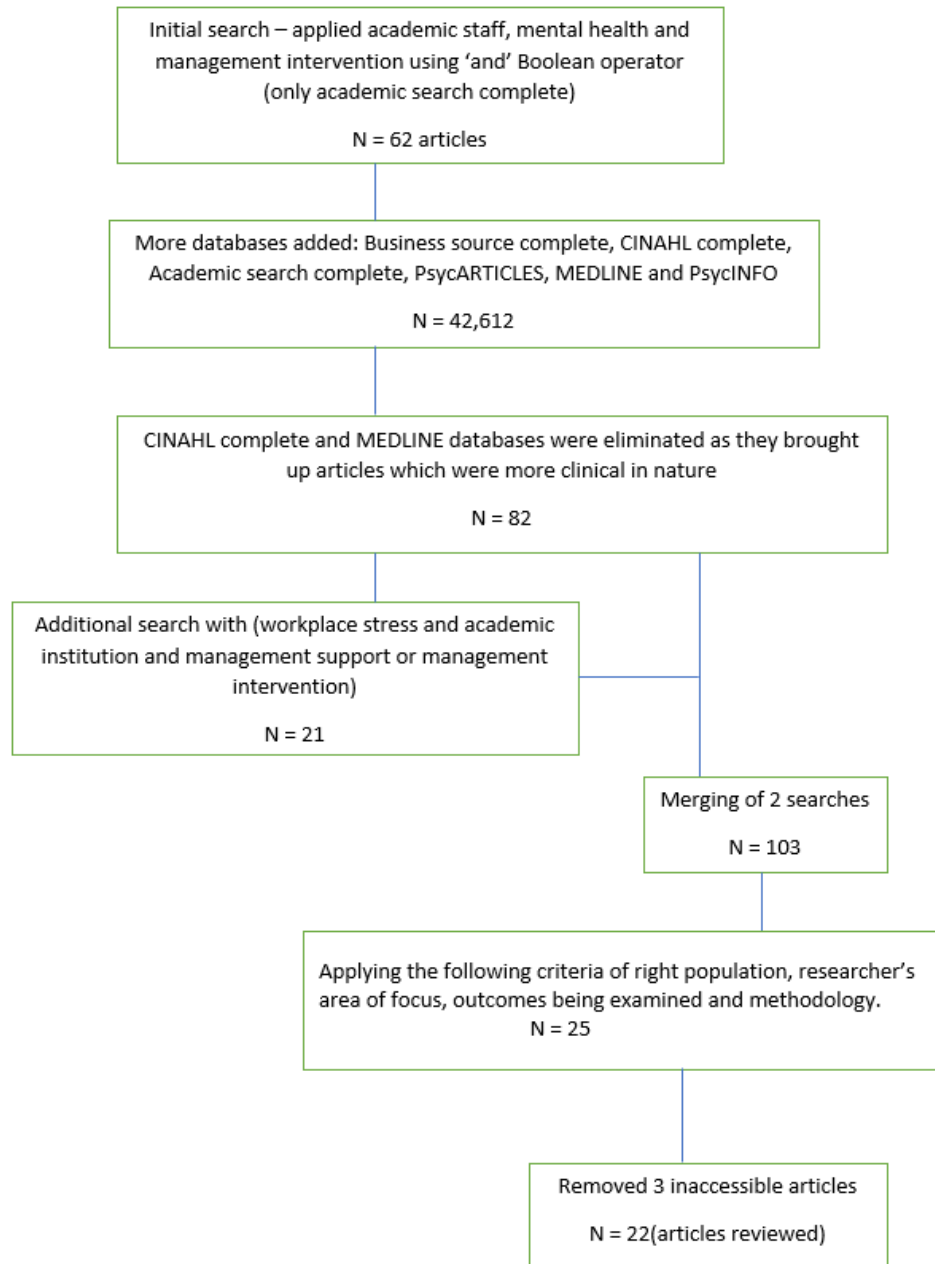 Initial search – applied academic staff, mental health and
management intervention using ‘and’ Boolean operator
(only academic search complete)
N = 62 articles
More databases added: Business source complete, CINAHL complete,
Academic search complete, PsycARTICLES, MEDLINE and PsycINFO
N = 42,612
CINAHL complete and MEDLINE databases were eliminated as they brought
up articles which were more clinical in nature
N = 82
Additional search with (workplace stress and academic
institution and management support or management
intervention)
N = 21
Merging of 2 searches
N = 103
Applying the following criteria of right population, researcher’s
area of focus, outcomes being examined and methodology.
N = 25
Removed 3 inaccessible articles
N = 22(articles reviewed)